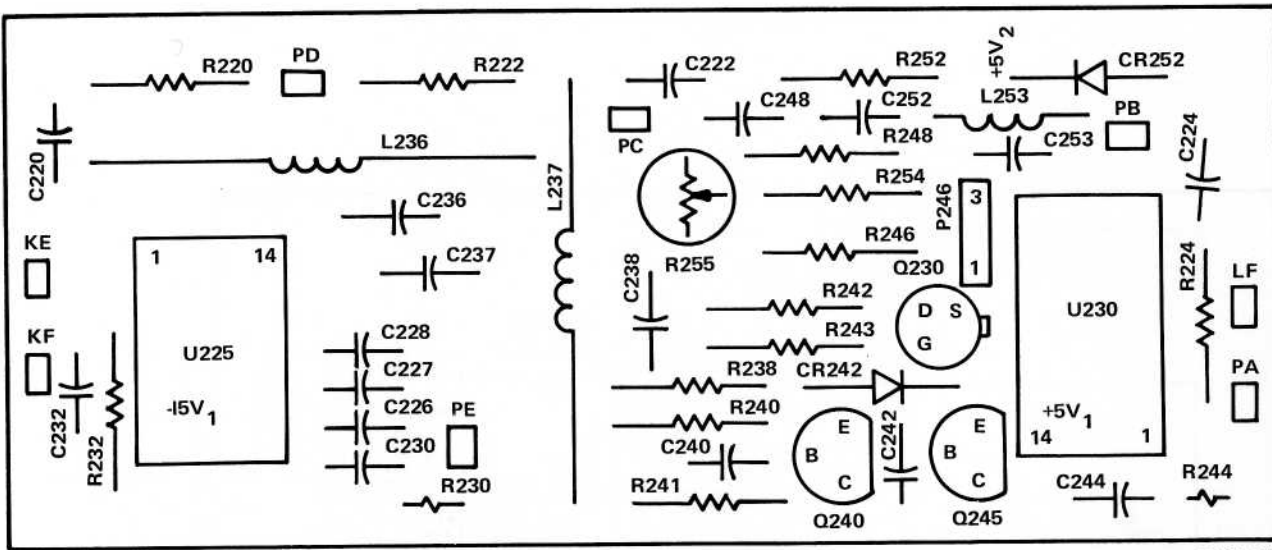 R220
PD
R222
C222
R252
+5V2
CR252
C220
L236
L237
PC
C248
C252
L253
PB
R248
C253
C224
C236
R254
P246
3
1
KE
1
14
C237
R255
C238
R246
Q230
R224
LF
KF
U225
C228
R242
D
S
G
U230
C227
R243
R238
CR242
PA
C232
R232
-15V1
C226
PE
R240
E
B
C
C242
E
B
C
+5V1
14
1
C230
C240
R230
R241
Q240
Q245
C244
R244